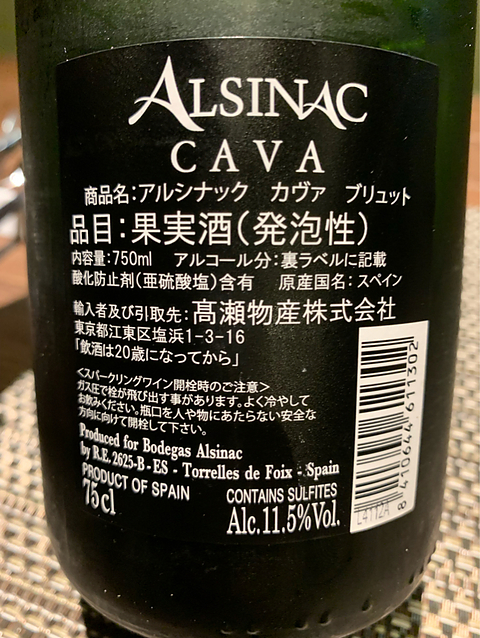 ALSINAC
CAVA
商品名:アルシナック カヴァ ブリュット
品目:果実酒(発泡性)
内容量:750ml アルコール分:裏ラベルに記載
酸化防止剤(亜硫酸塩)含有 原産国名:スペイン
輸入者及び引取先:高瀬物産株式会社
東京都江東区塩浜1-3-16
「飲酒は20歳になってから」
<スパークリングワイン開栓時のご注意>
ガス圧で栓が飛び出す事があります。よく冷やして
お飲みください。瓶口を人や物にあたらない安全な
方向に向けて開栓して下さい。
Produced for Bodegas Alsinac
by R.E. 2625-B - ES - Torrelles de Foix - Spain
PRODUCT OF SPAIN
75cl
CONTAINS SULFITES
Alc.11.5%Vol.
8 410644 611302
L4112A